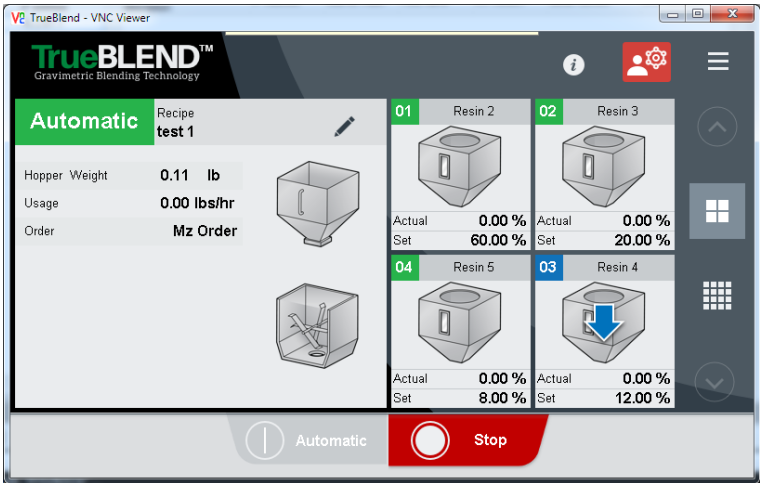 V2 TrueBlend - VNC Viewer
TrueBLEND™
Gravimetric Blending Technology
i
Automatic
Recipe
test 1
Hopper Weight 0.11 lb
Usage 0.00 lbs/hr
Order Mz Order
01 Resin 2
Actual 0.00 %
Set 60.00 %
02 Resin 3
Actual 0.00 %
Set 20.00 %
04 Resin 5
Actual 0.00 %
Set 8.00 %
03 Resin 4
Actual 0.00 %
Set 12.00 %
Automatic
Stop